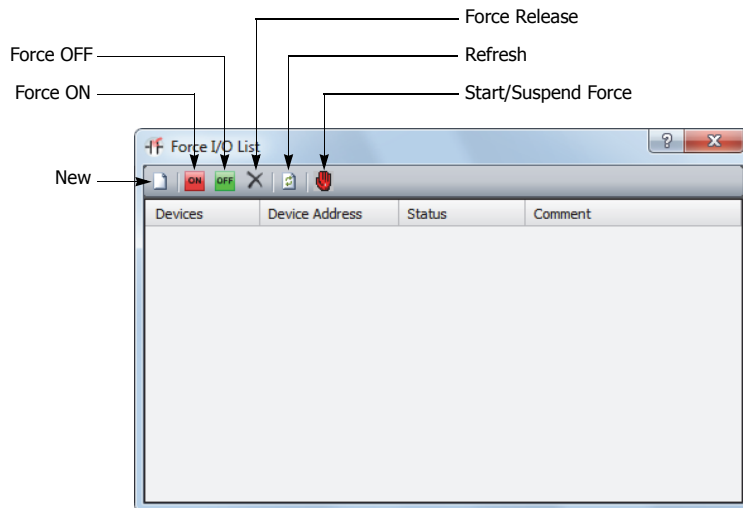 Force Release
Force OFF
Refresh
Force ON
Start/Suspend Force
Force I/O List
?
X
New
ON
OFF
Devices
Device Address
Status
Comment